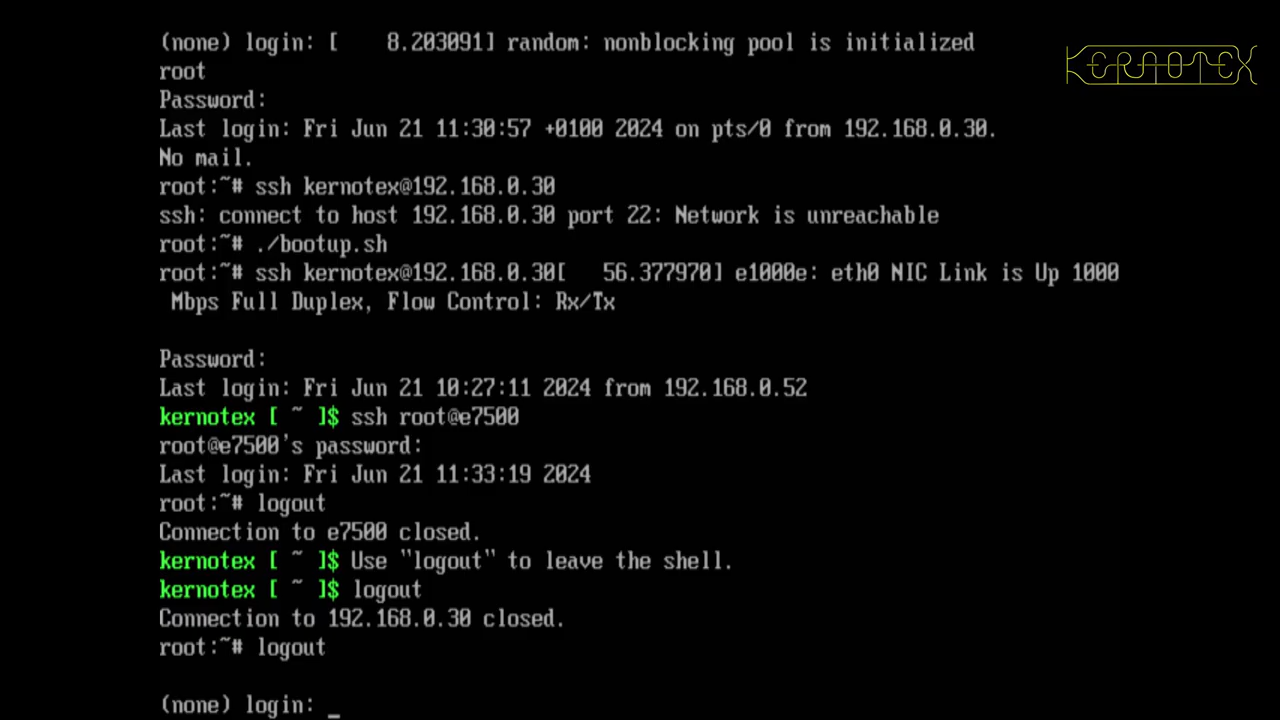 (none) login: [    8.203091] random: nonblocking pool is initialized
KERNOTEX
root
Password:
Last login: Fri Jun 21 11:30:57 +0100 2024 on pts/0 from 192.168.0.30.
No mail.
root:~# ssh kernotex@192.168.0.30
ssh: connect to host 192.168.0.30 port 22: Network is unreachable
root:~# ./bootup.sh
root:~# ssh kernotex@192.168.0.30[   56.377970] e1000e: eth0 NIC Link is Up 1000
 Mbps Full Duplex, Flow Control: Rx/Tx
Password:
Last login: Fri Jun 21 10:27:11 2024 from 192.168.0.52
kernotex [ ~ ]$ ssh root@e7500
root@e7500's password:
Last login: Fri Jun 21 11:33:19 2024
root:~# logout
Connection to e7500 closed.
kernotex [ ~ ]$ Use "logout" to leave the shell.
kernotex [ ~ ]$ logout
Connection to 192.168.0.30 closed.
root:~# logout
(none) login: _